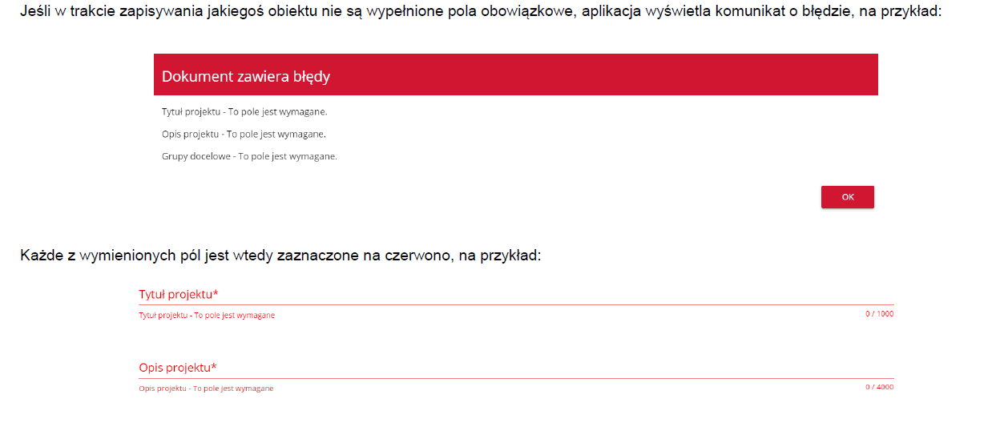 Jeśli w trakcie zapisywania jakiegoś obiektu nie są wypełnione pola obowiązkowe, aplikacja wyświetla komunikat o błędzie, na przykład:
Dokument zawiera błędy
Tytuł projektu - To pole jest wymagane.
Opis projektu - To pole jest wymagane.
Grupy docelowe - To pole jest wymagane.
OK
Każde z wymienionych pól jest wtedy zaznaczone na czerwono, na przykład:
Tytuł projektu*
Tytuł projektu - To pole jest wymagane 0 / 1000
Opis projektu*
Opis projektu - To pole jest wymagane 0 / 4000